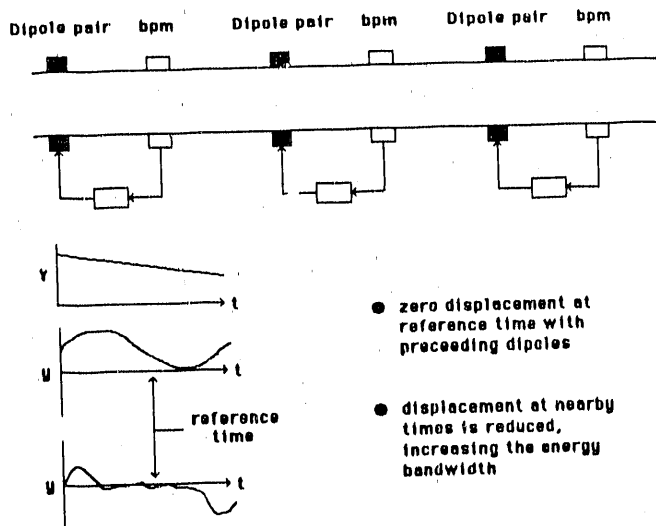 Dipole pair bpm Dipole pair bpm Dipole pair bpm
γ
t
y
t
reference
time
y
t
● zero displacement at
reference time with
preceeding dipoles
● displacement at nearby
times is reduced,
increasing the energy
bandwidth